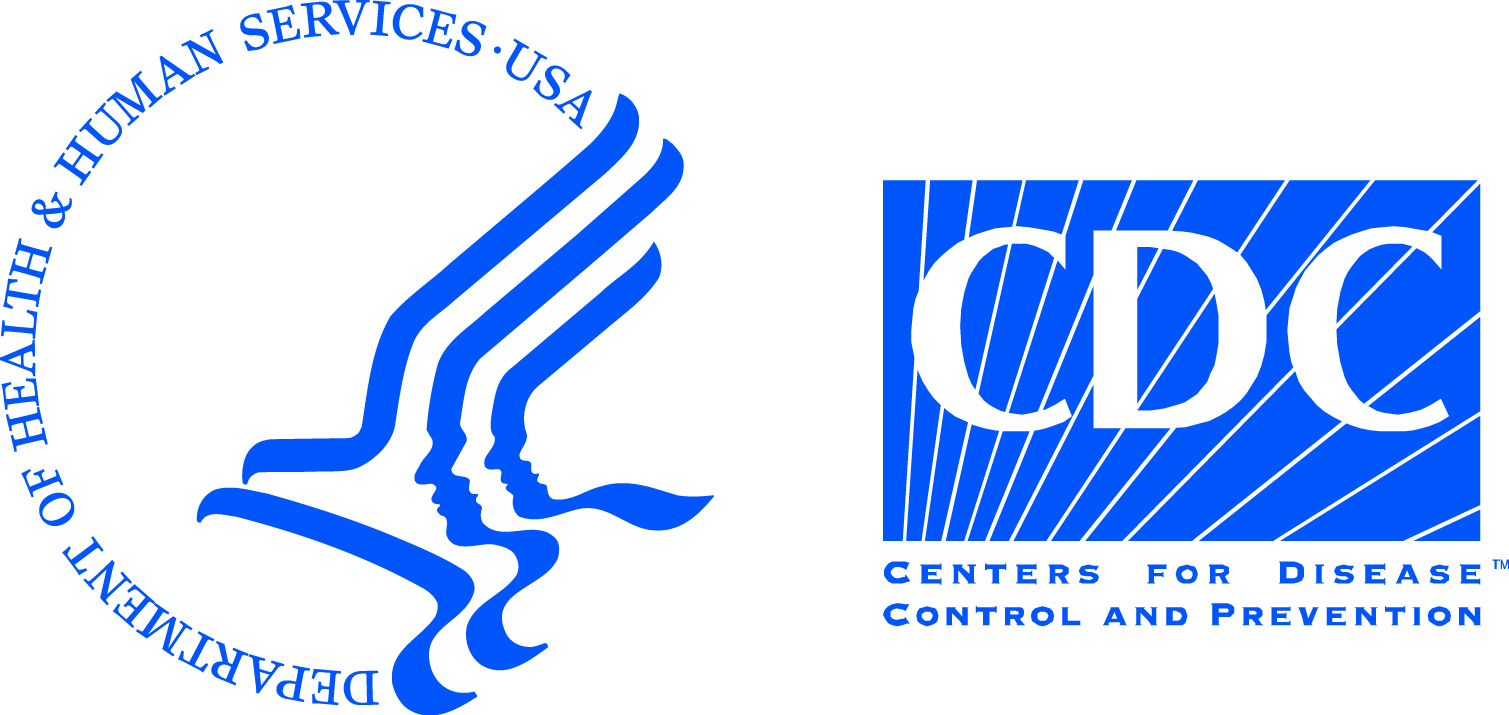 DEPARTMENT OF HEALTH & HUMAN SERVICES · USA
CDC
CENTERS FOR DISEASE™
CONTROL AND PREVENTION